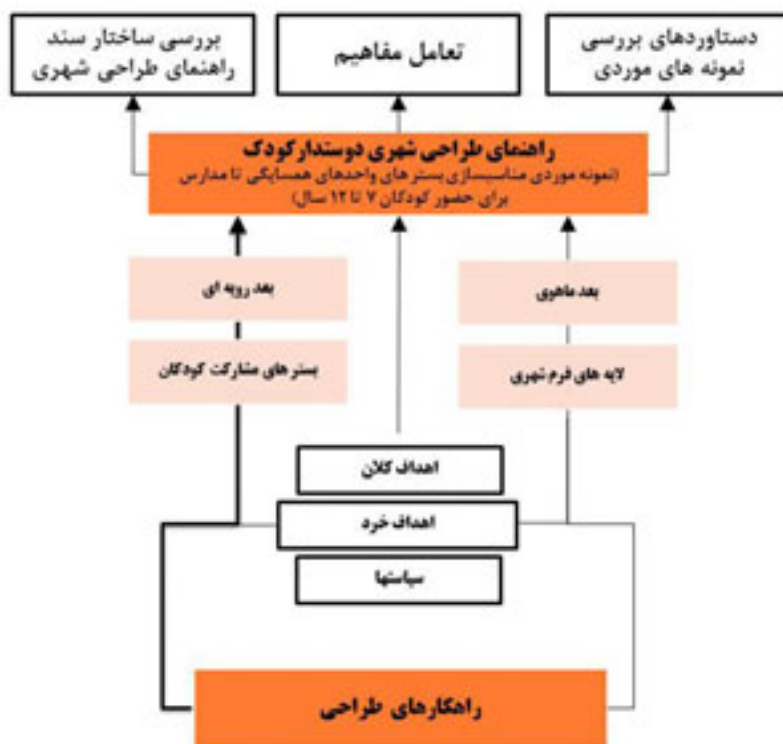 دستاوردهای بررسی
نمونه های موردی
تعامل مفاهیم
بررسی ساختار سند
راهنمای طراحی شهری
راهنمای طراحی شهری دوستدار کودک
(نمونه موردی مناسبسازی بسترهای واحدهای همسایگی تا مدارس
برای حضور کودکان ۷ تا ۱۲ سال)
بعد ماهوی
بعد رویه ای
لایه های فرم شهری
بسترهای مشارکت کودکان
اهداف کلان
اهداف خرد
سیاستها
راهکارهای طراحی